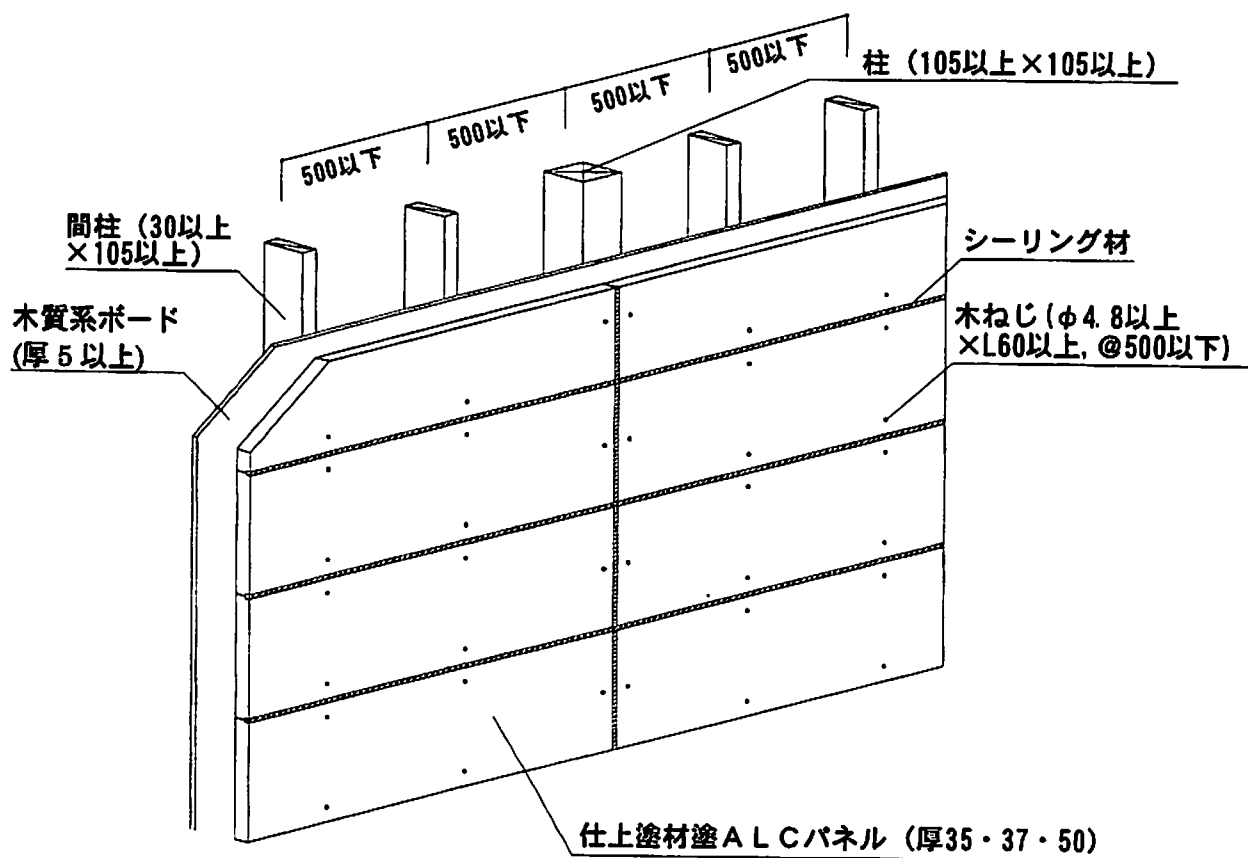 500以下
500以下
500以下
500以下
柱（105以上×105以上）
間柱（30以上
×105以上）
シーリング材
木質系ボード
(厚５以上)
木ねじ（φ4.8以上
×L60以上, @500以下）
仕上塗材塗ＡＬＣパネル（厚35・37・50）